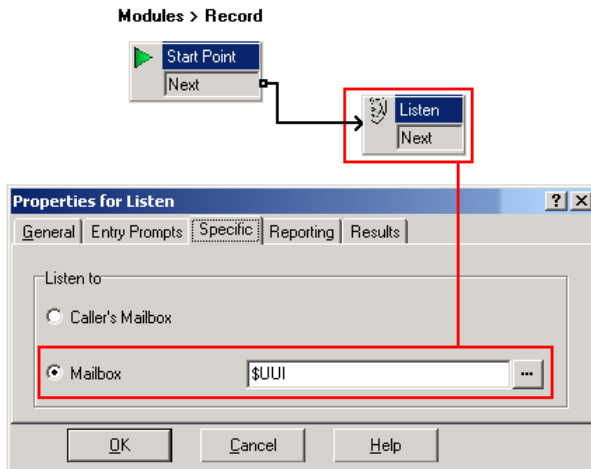 Modules > Record
Start Point
Next
Listen
Next
Properties for Listen
? X
General Entry Prompts Specific Reporting Results
Listen to
Caller's Mailbox
Mailbox $UUI ...
OK Cancel Help